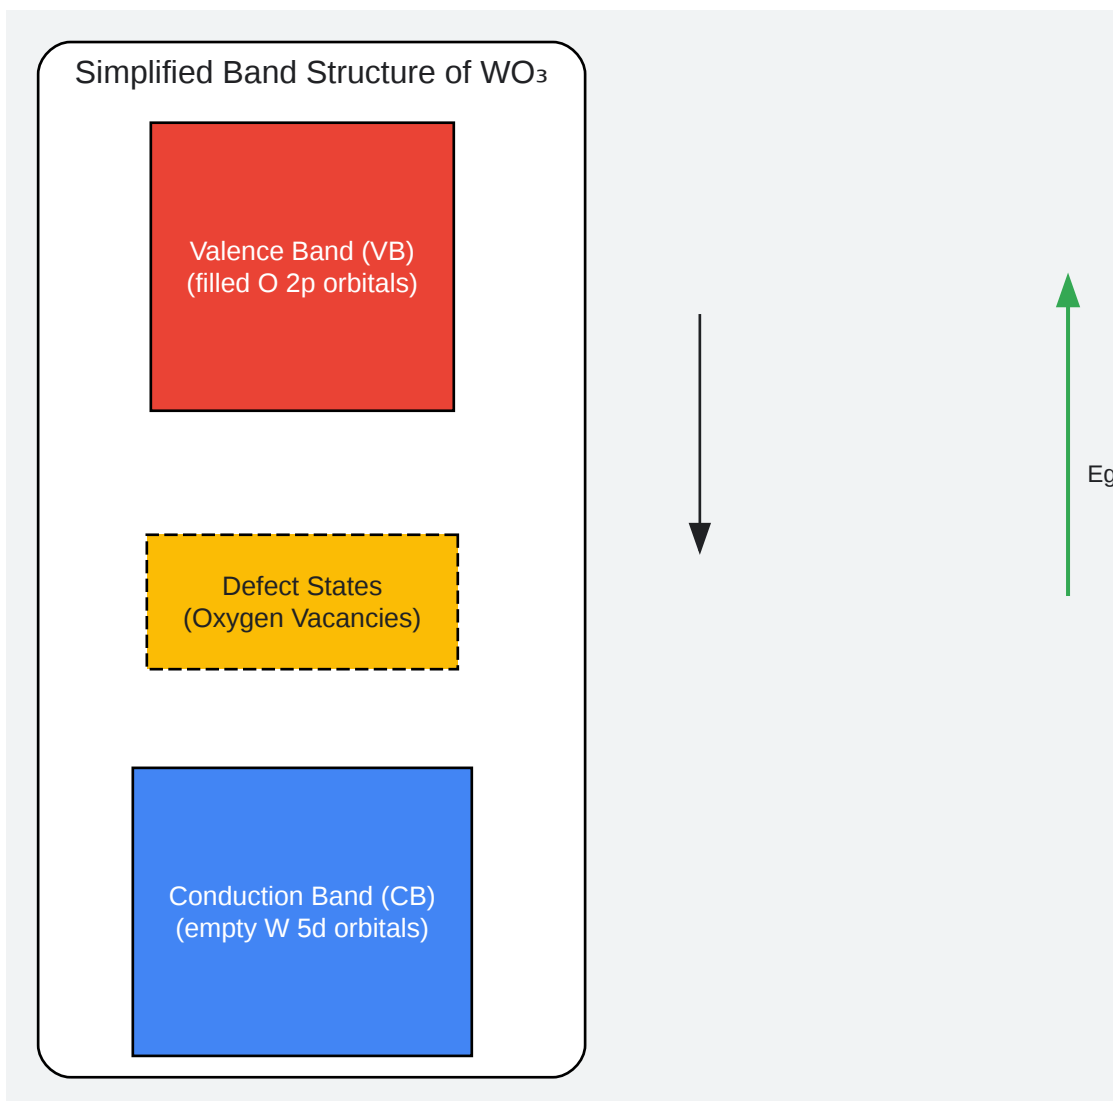 Simplified Band Structure of WO₃
Valence Band (VB)
(filled O 2p orbitals)
Eg
Defect States
(Oxygen Vacancies)
Conduction Band (CB)
(empty W 5d orbitals)